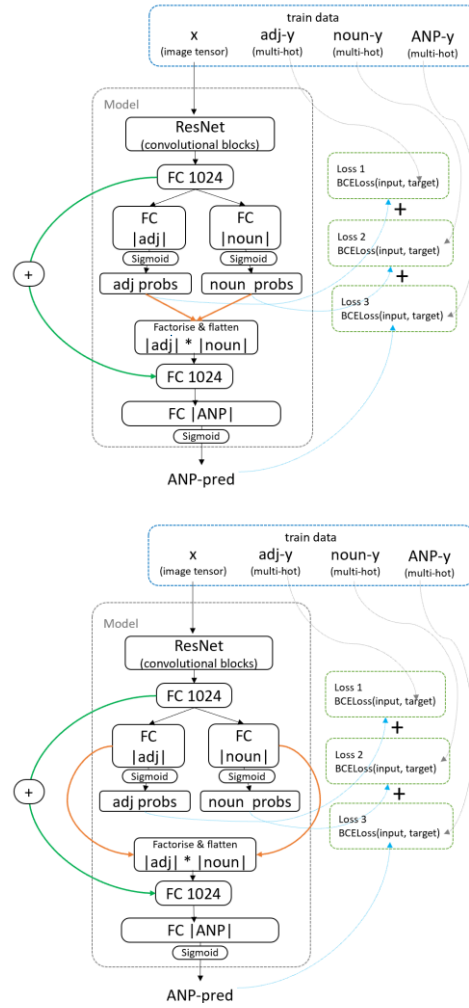 train data
x adj-y noun-y ANP-y
(image tensor) (multi-hot) (multi-hot) (multi-hot)
Model
ResNet
(convolutional blocks)
FC 1024
FC FC
|adj| |noun|
Sigmoid Sigmoid
adj probs noun probs
Factorise & flatten
|adj| * |noun|
FC 1024
FC |ANP|
Sigmoid
ANP-pred
+
Loss 1
BCELoss(input, target)
+
Loss 2
BCELoss(input, target)
+
Loss 3
BCELoss(input, target)
train data
x adj-y noun-y ANP-y
(image tensor) (multi-hot) (multi-hot) (multi-hot)
Model
ResNet
(convolutional blocks)
FC 1024
FC FC
|adj| |noun|
Sigmoid Sigmoid
adj probs noun probs
Factorise & flatten
|adj| * |noun|
FC 1024
FC |ANP|
Sigmoid
ANP-pred
+
Loss 1
BCELoss(input, target)
+
Loss 2
BCELoss(input, target)
+
Loss 3
BCELoss(input, target)